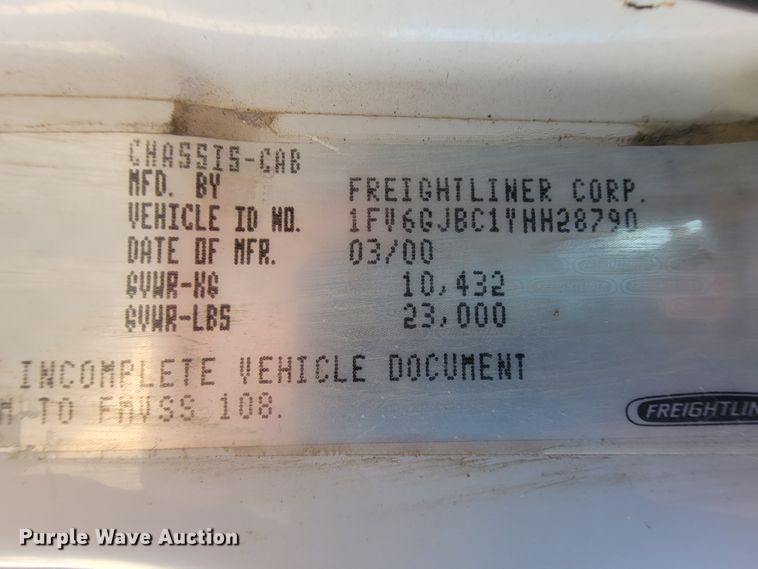 CHASSIS-CAB
MFD. BY FREIGHTLINER CORP.
VEHICLE ID NO. 1FV6GJBC1YHH28790
DATE OF MFR. 03/00
GVWR-KG 10,432
GVWR-LBS 23,000
INCOMPLETE VEHICLE DOCUMENT
TO FMVSS 108.
FREIGHTLIN
Purple Wave Auction